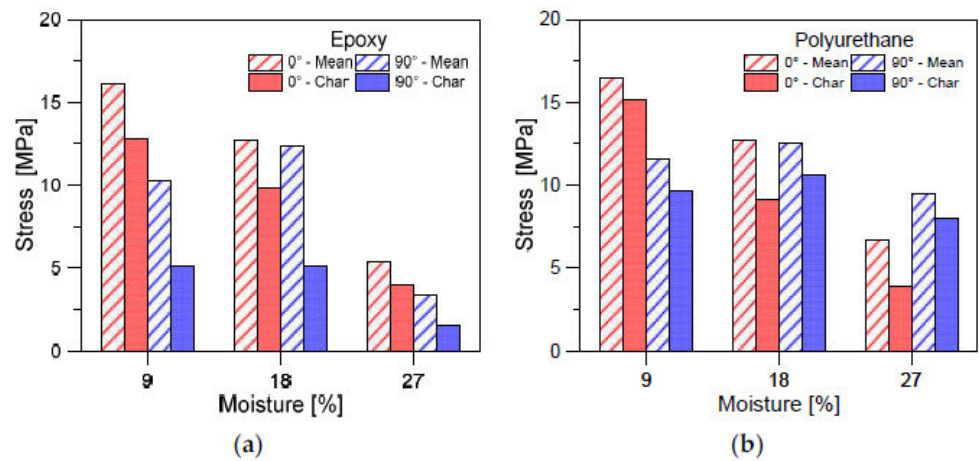 Epoxy
0° - Mean 90° - Mean
0° - Char 90° - Char
20
15
10
5
0
Stress [MPa]
9 18 27
Moisture [%]
(a)
Polyurethane
0° - Mean 90° - Mean
0° - Char 90° - Char
20
15
10
5
0
Stress [MPa]
9 18 27
Moisture [%]
(b)